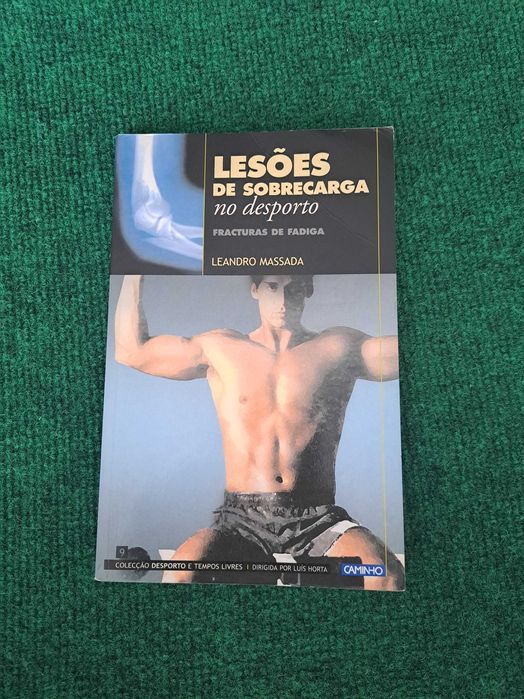 LESÕES
DE SOBRECARGA
no desporto
FRACTURAS DE FADIGA
LEANDRO MASSADA
9
COLECÇÃO DESPORTO E TEMPOS LIVRES | DIRIGIDA POR LUÍS HORTA
CAMINHO